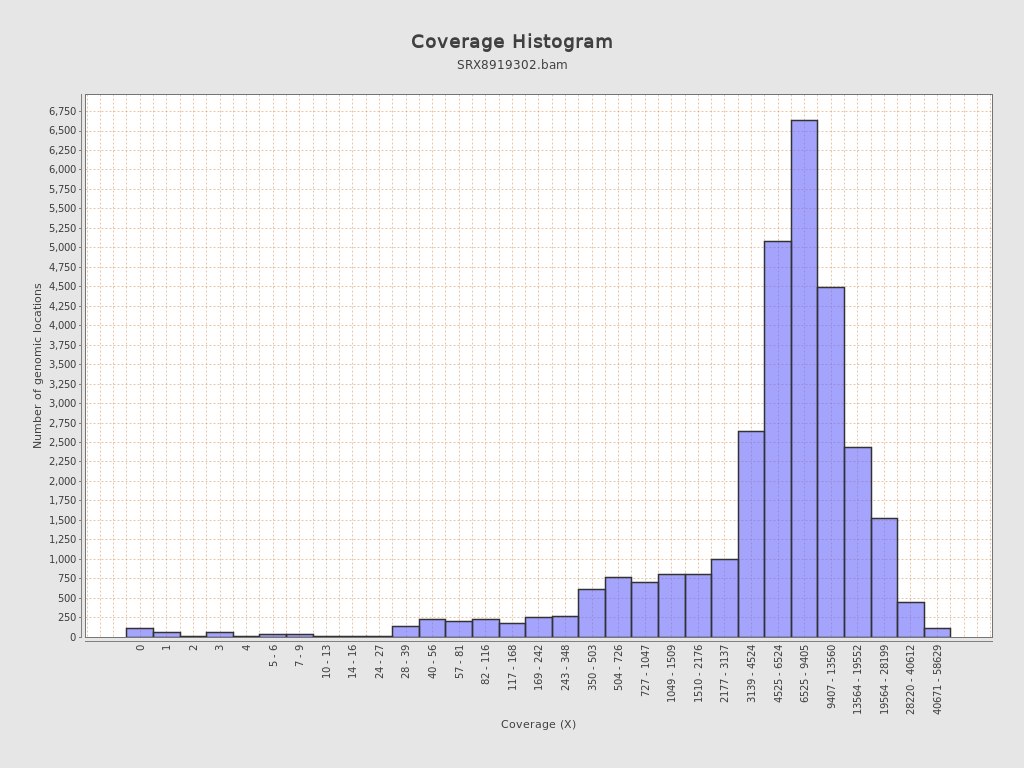 Coverage Histogram
SRX8919302.bam
Number of genomic locations
6,750
6,500
6,250
6,000
5,750
5,500
5,250
5,000
4,750
4,500
4,250
4,000
3,750
3,500
3,250
3,000
2,750
2,500
2,250
2,000
1,750
1,500
1,250
1,000
750
500
250
0
0
1
2
3
4
5 - 6
7 - 9
10 - 13
14 - 16
24 - 27
28 - 39
40 - 56
57 - 81
82 - 116
117 - 168
169 - 242
243 - 348
350 - 503
504 - 726
727 - 1047
1049 - 1509
1510 - 2176
2177 - 3137
3139 - 4524
4525 - 6524
6525 - 9405
9407 - 13560
13564 - 19552
19564 - 28199
28220 - 40612
40671 - 58629
Coverage (X)